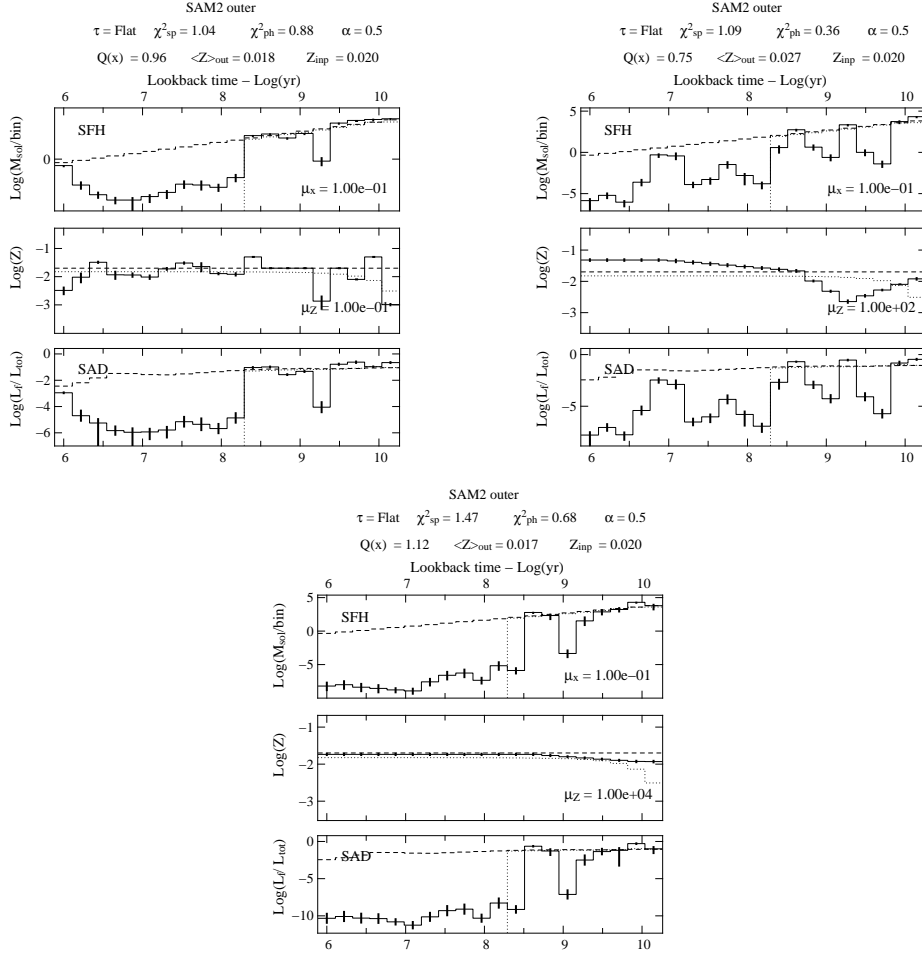 SAM2 outer
τ = Flat χ²sp = 1.04 χ²ph = 0.88 α = 0.5
Q(x) = 0.96 <Z>out = 0.018 Zinp = 0.020
Lookback time − Log(yr)
6 7 8 9 10
Log(Msol/bin)
0
SFH
μx = 1.00e−01
Log(Z)
−1
−2
−3
μZ = 1.00e−01
Log(Lf/ Ltot)
0
−2
−4
−6
SAD
6 7 8 9 10
SAM2 outer
τ = Flat χ²sp = 1.09 χ²ph = 0.36 α = 0.5
Q(x) = 0.75 <Z>out = 0.027 Zinp = 0.020
Lookback time − Log(yr)
6 7 8 9 10
Log(Msol/bin)
5
0
−5
SFH
μx = 1.00e−01
Log(Z)
−1
−2
−3
μZ = 1.00e+02
Log(Lf/ Ltot)
0
−5
SAD
6 7 8 9 10
SAM2 outer
τ = Flat χ²sp = 1.47 χ²ph = 0.68 α = 0.5
Q(x) = 1.12 <Z>out = 0.017 Zinp = 0.020
Lookback time − Log(yr)
6 7 8 9 10
Log(Msol/bin)
5
0
−5
SFH
μx = 1.00e−01
Log(Z)
−1
−2
−3
μZ = 1.00e+04
Log(Lf/ Ltot)
0
−5
−10
SAD
6 7 8 9 10